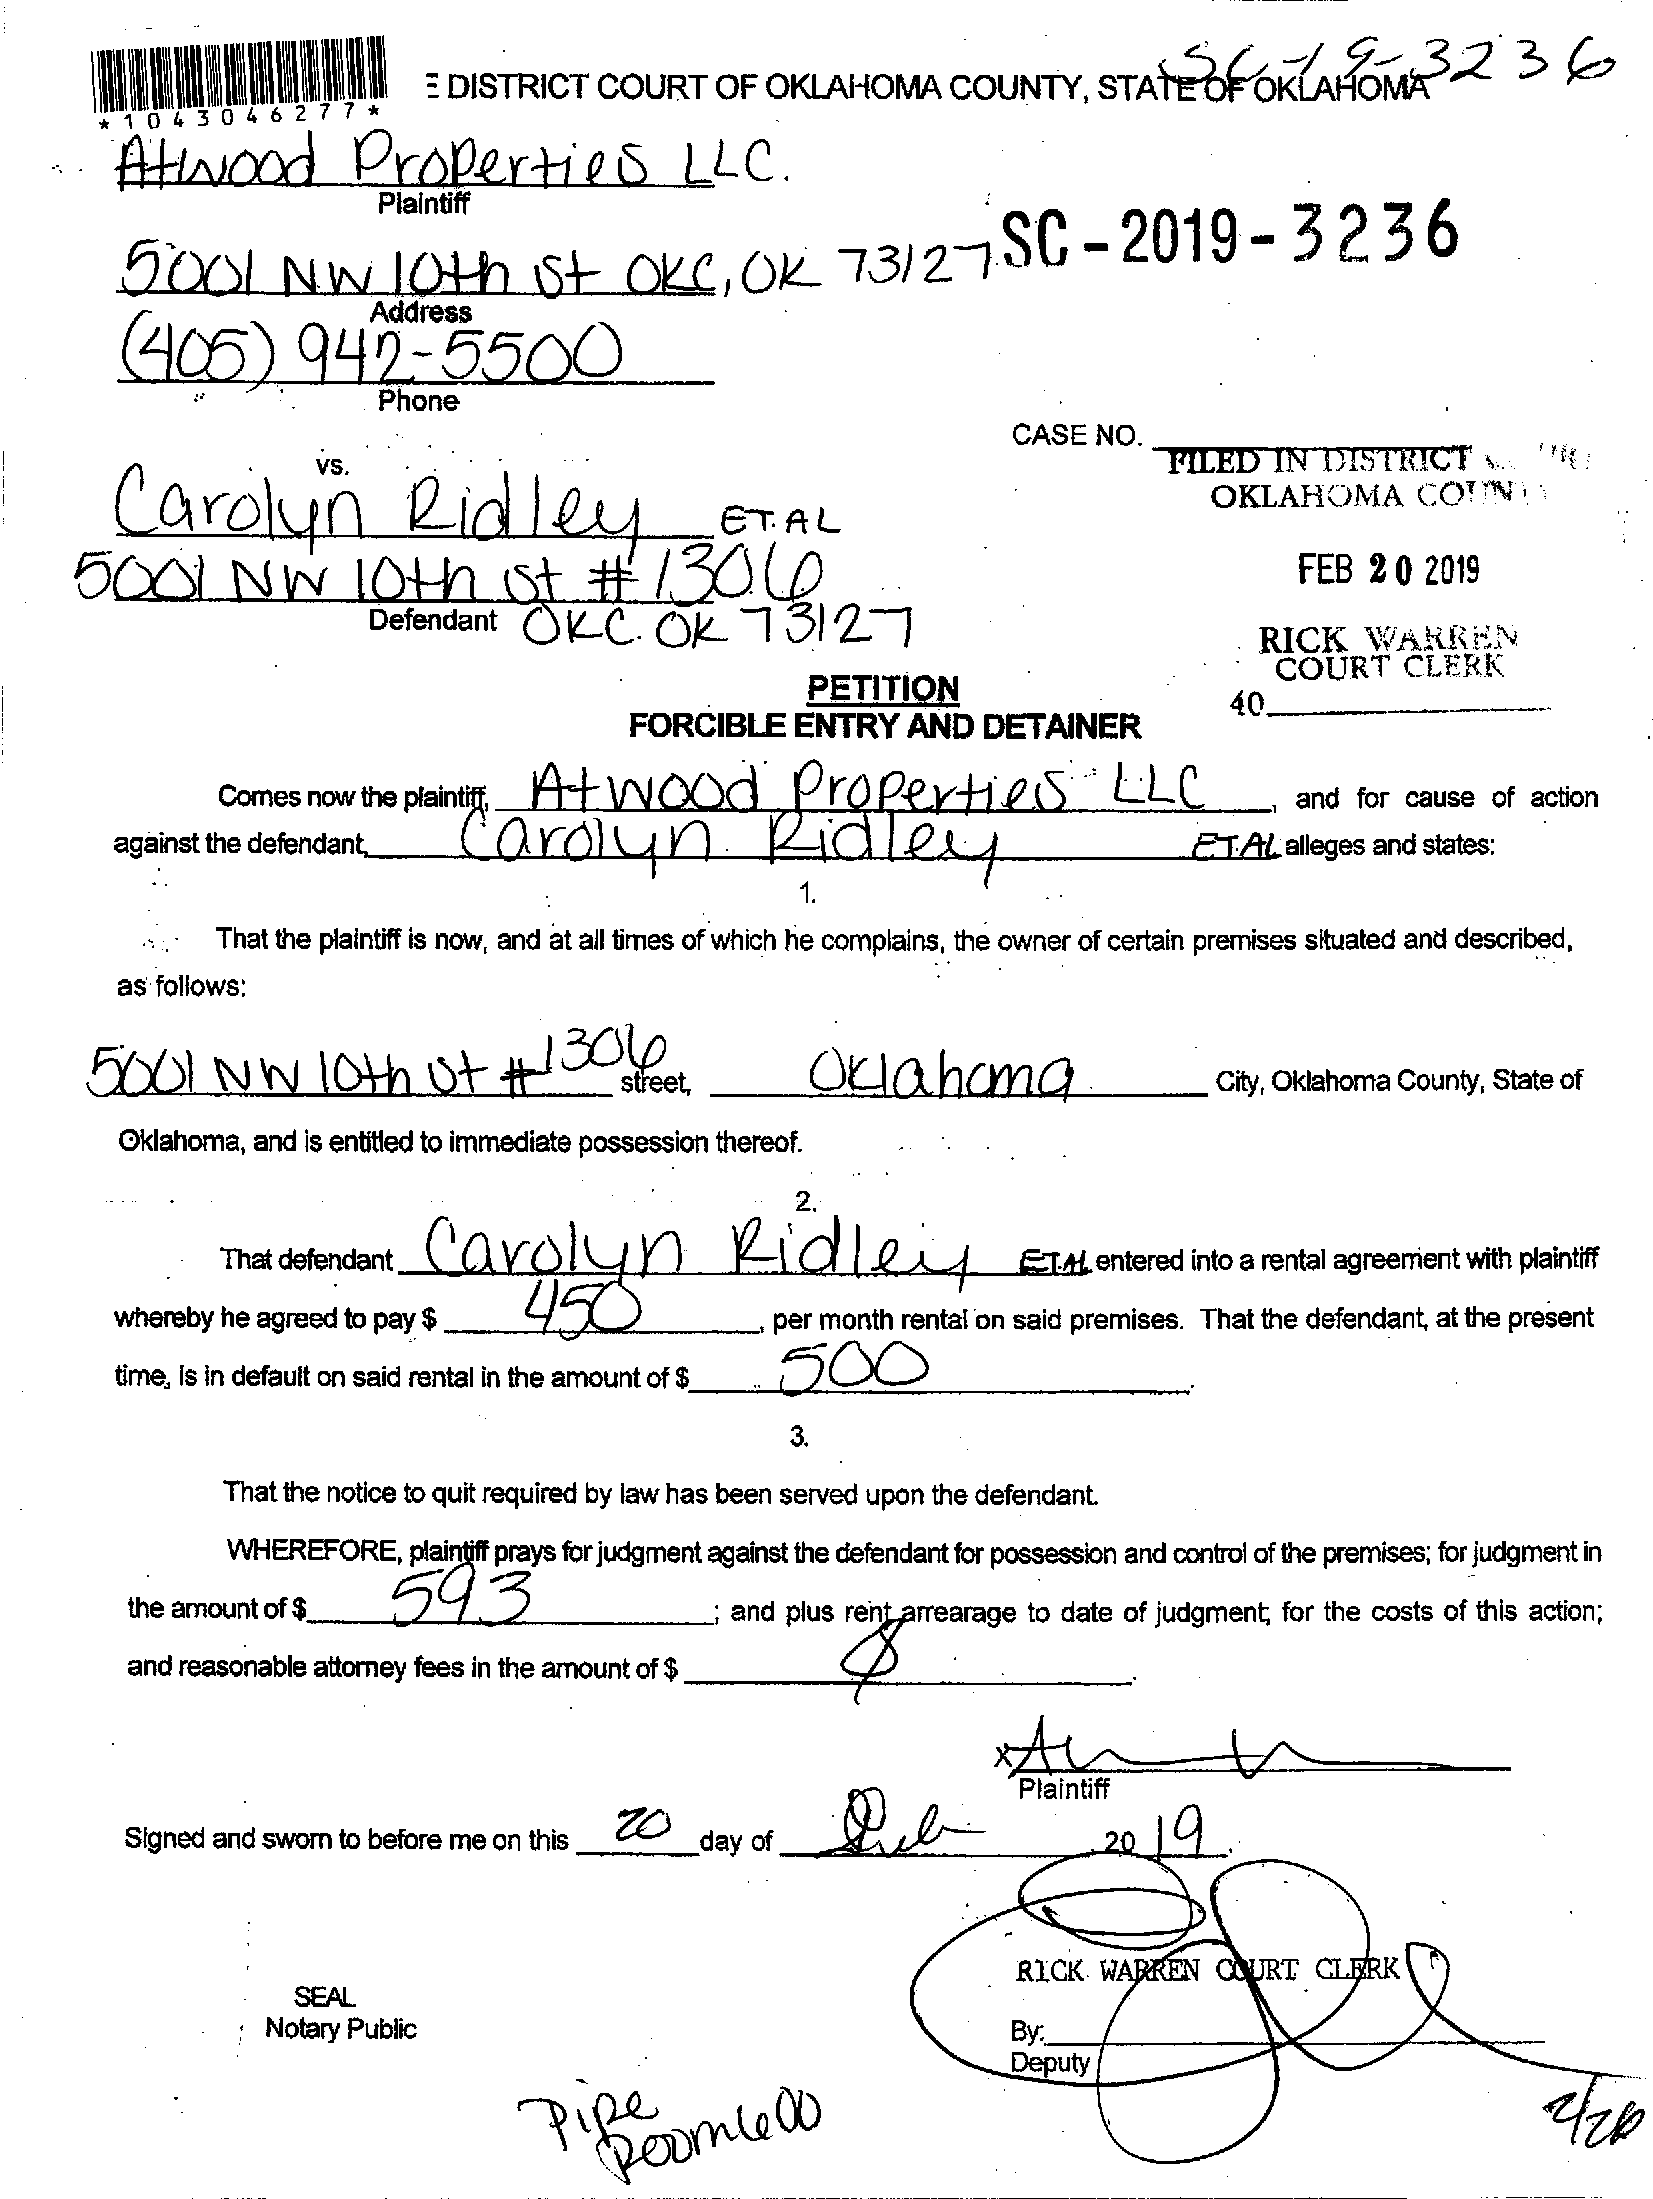 SC-19-3236
E DISTRICT COURT OF OKLAHOMA COUNTY, STATE OF OKLAHOMA
*1043046277*
Atwood Properties LLC.
Plaintiff
SC-2019-3236
5001 NW 10th St OKC, OK 73127
Address
(405) 942-5500
Phone
CASE NO.
FILED IN DISTRICT
OKLAHOMA COUNTY
vs.
Carolyn Ridley ET.AL
5001 NW 10th St #1306
Defendant OKC. OK 73127
FEB 20 2019
RICK WARREN
COURT CLERK
40
PETITION
FORCIBLE ENTRY AND DETAINER
Comes now the plaintiff, Atwood Properties LLC, and for cause of action
against the defendant, Carolyn Ridley ET.AL alleges and states:
1.
That the plaintiff is now, and at all times of which he complains, the owner of certain premises situated and described,
as follows:
5001 NW 10th St #1306 street, Oklahoma City, Oklahoma County, State of
Oklahoma, and is entitled to immediate possession thereof.
2.
That defendant Carolyn Ridley ET.AL entered into a rental agreement with plaintiff
whereby he agreed to pay $ 450, per month rental on said premises. That the defendant, at the present
time, is in default on said rental in the amount of $ 500.
3.
That the notice to quit required by law has been served upon the defendant.
WHEREFORE, plaintiff prays for judgment against the defendant for possession and control of the premises; for judgment in
the amount of $ 593; and plus rent arrearage to date of judgment; for the costs of this action;
and reasonable attorney fees in the amount of $
x
Plaintiff
Signed and sworn to before me on this 20 day of Feb, 2019.
RICK WARREN COURT CLERK
SEAL
Notary Public
By:
Deputy
2/26